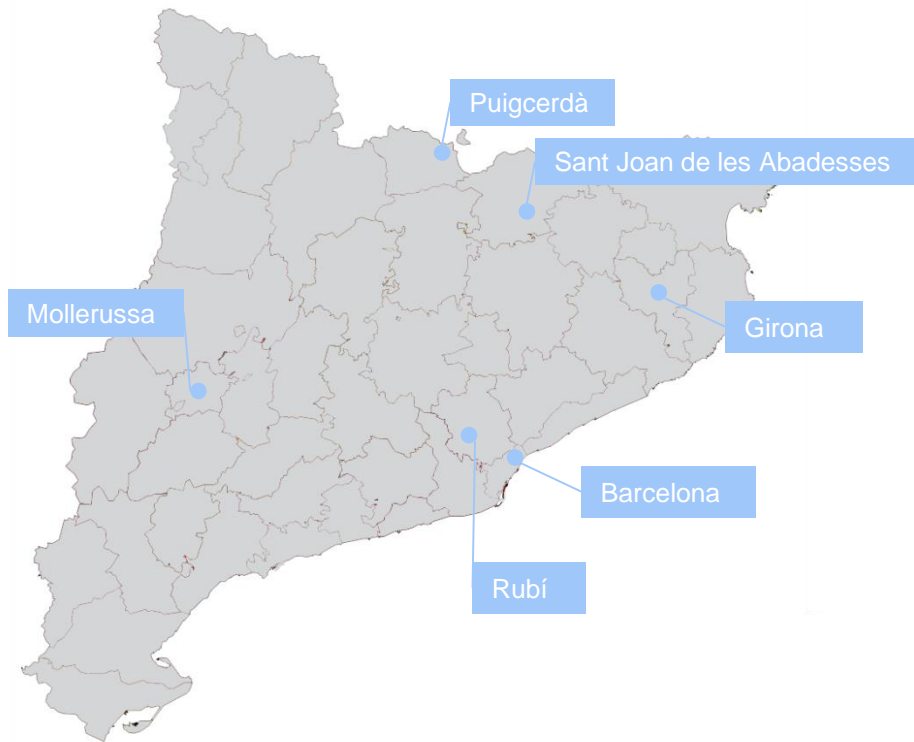 Puigcerdà
Sant Joan de les Abadesses
Mollerussa
Girona
Barcelona
Rubí